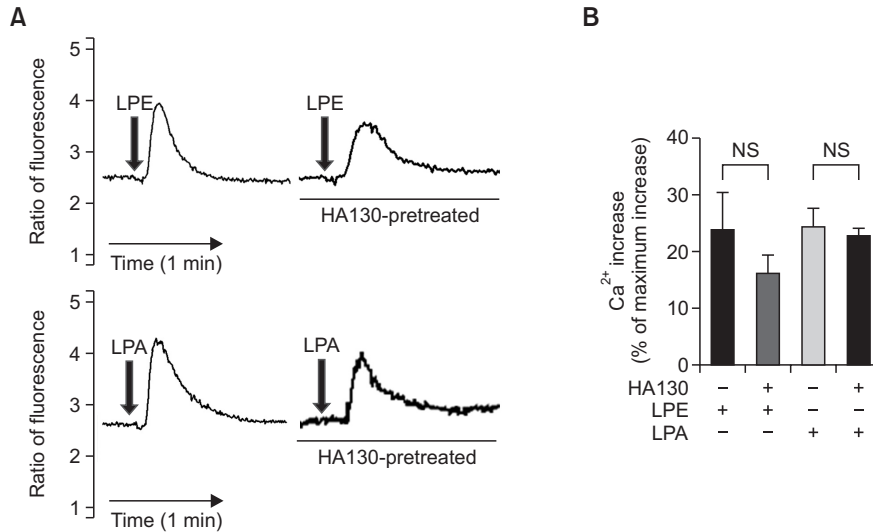 A
Ratio of fluorescence
5
4
3
2
1
LPE
LPE
HA130-pretreated
Time (1 min)
Ratio of fluorescence
5
4
3
2
1
LPA
LPA
HA130-pretreated
Time (1 min)
B
Ca²⁺ increase
(% of maximum increase)
40
30
20
10
0
NS
NS
HA130 – + – +
LPE + + – –
LPA – – + +